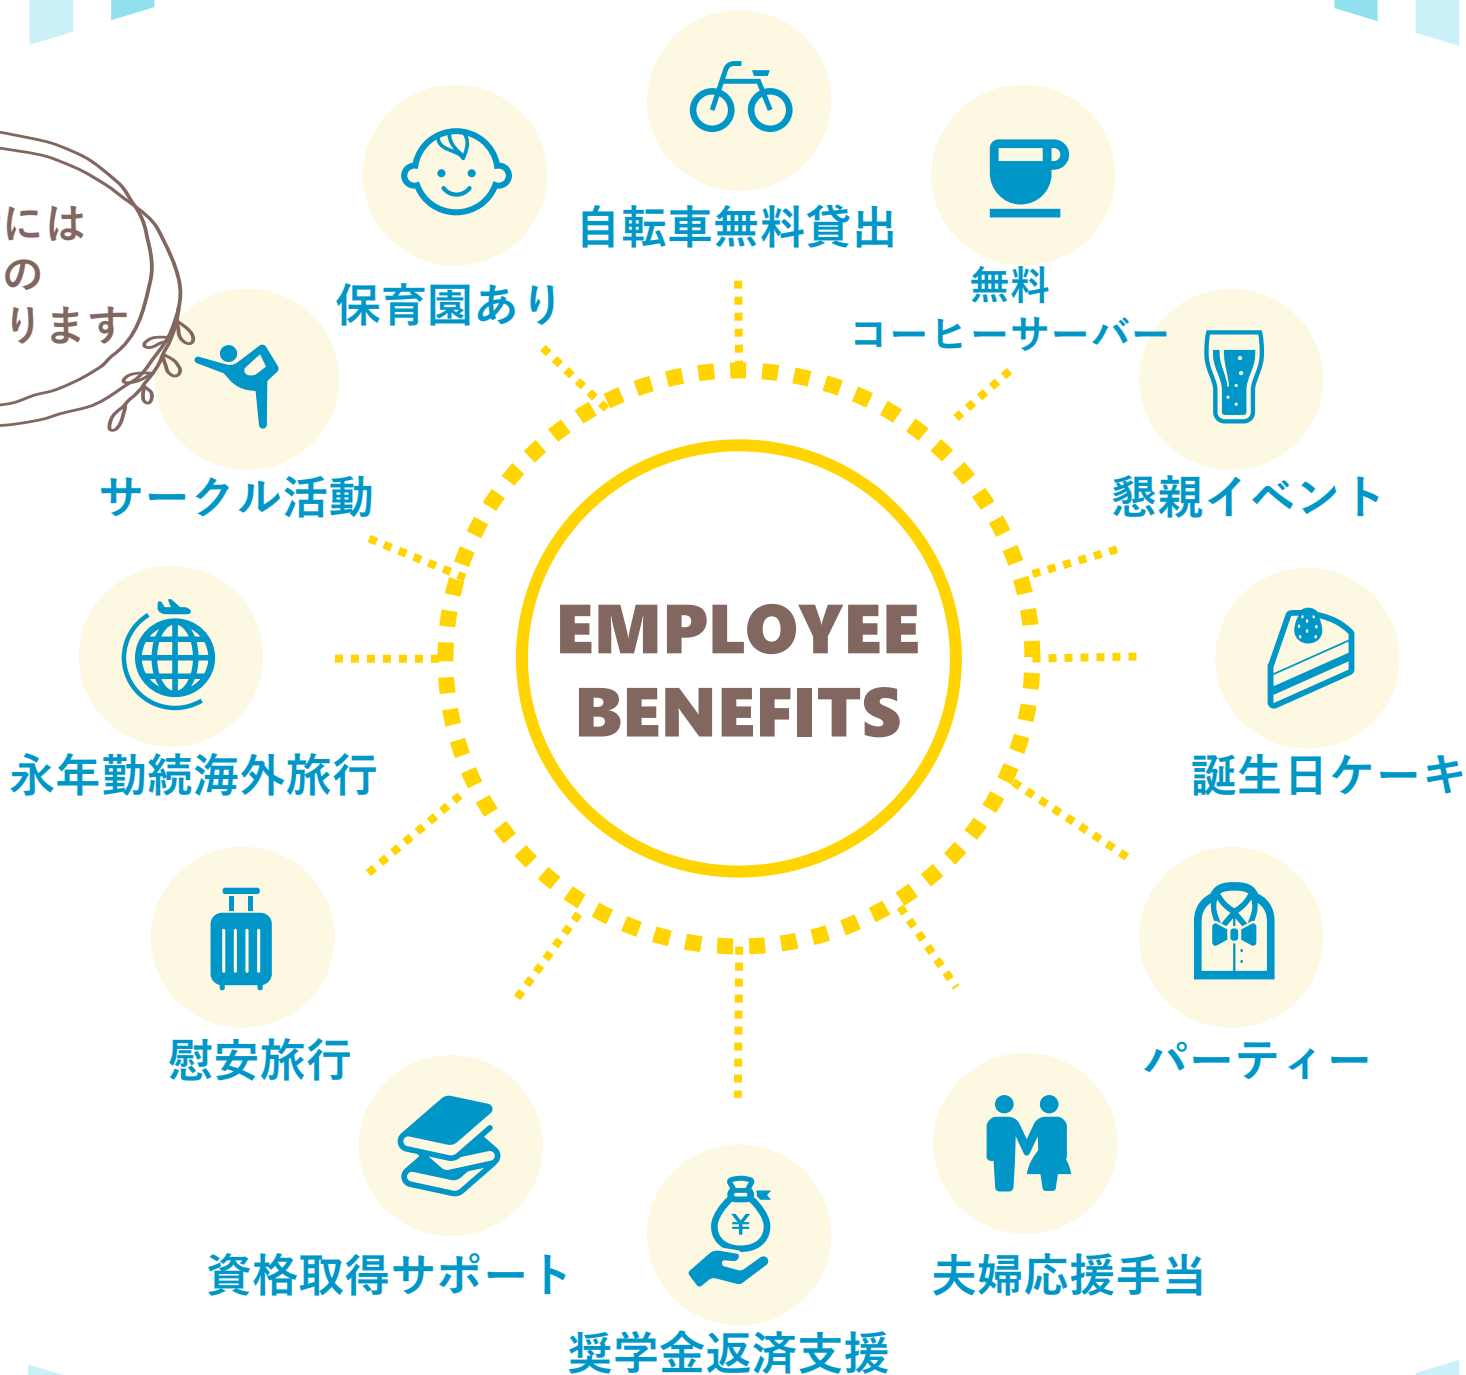 には
の
ります
自転車無料貸出
保育園あり
無料
コーヒーサーバー
サークル活動
懇親イベント
EMPLOYEE
BENEFITS
永年勤続海外旅行
誕生日ケーキ
慰安旅行
パーティー
資格取得サポート
¥
夫婦応援手当
奨学金返済支援